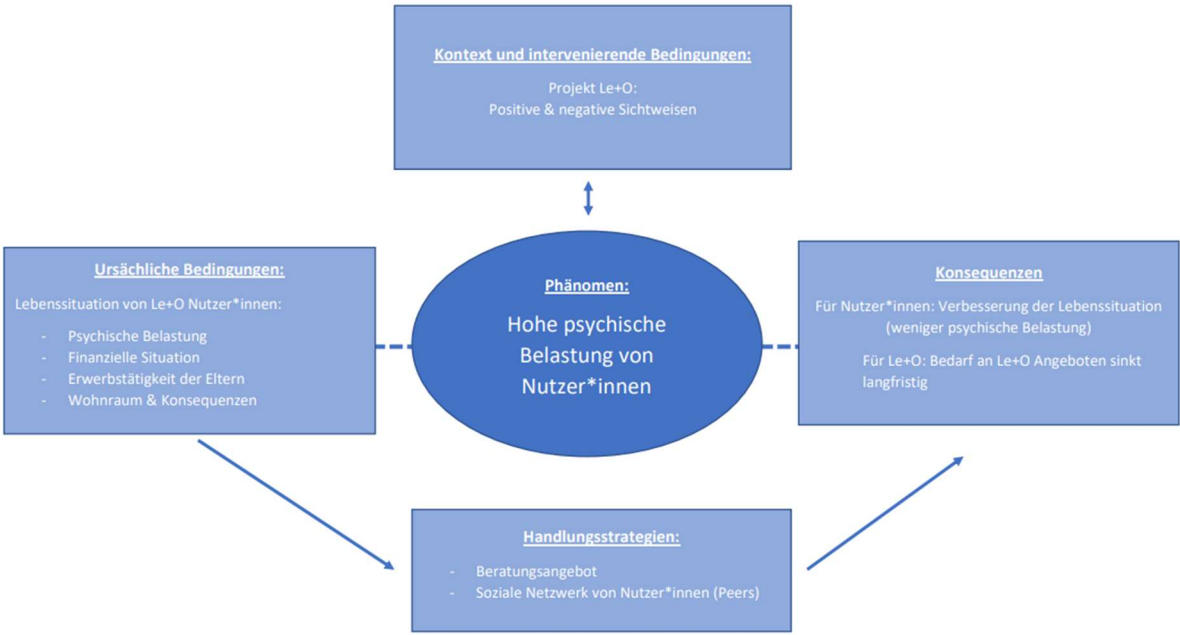 Kontext und intervenierende Bedingungen:
Projekt Le+O:
Positive & negative Sichtweisen
Ursächliche Bedingungen:
Lebenssituation von Le+O Nutzer*innen:
- Psychische Belastung
- Finanzielle Situation
- Erwerbstätigkeit der Eltern
- Wohnraum & Konsequenzen
Phänomen:
Hohe psychische
Belastung von
Nutzer*innen
Konsequenzen
Für Nutzer*innen: Verbesserung der Lebenssituation
(weniger psychische Belastung)
Für Le+O: Bedarf an Le+O Angeboten sinkt
langfristig
Handlungsstrategien:
- Beratungsangebot
- Soziale Netzwerk von Nutzer*innen (Peers)